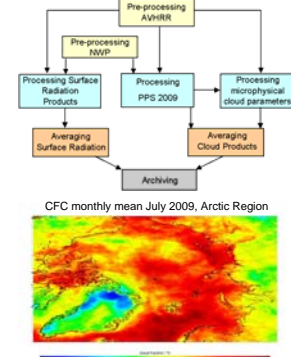 Pre-processing
AVHRR
Pre-processing
NWP
Processing Surface
Radiation
Products
Processing
PPS 2009
Processing
microphysical
cloud parameters
Averaging
Surface Radiation
Averaging
Cloud Products
Archiving
CFC monthly mean July 2009, Arctic Region